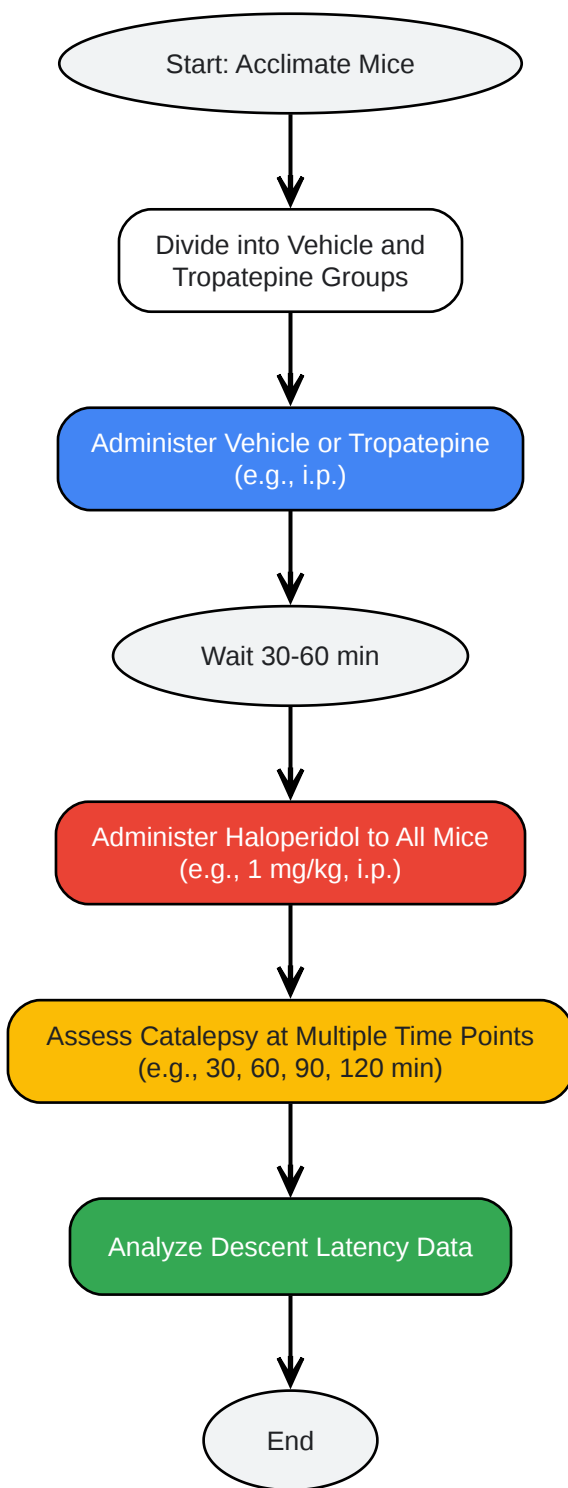 Start: Acclimate Mice
Divide into Vehicle and
Tropatepine Groups
Administer Vehicle or Tropatepine
(e.g., i.p.)
Wait 30-60 min
Administer Haloperidol to All Mice
(e.g., 1 mg/kg, i.p.)
Assess Catalepsy at Multiple Time Points
(e.g., 30, 60, 90, 120 min)
Analyze Descent Latency Data
End